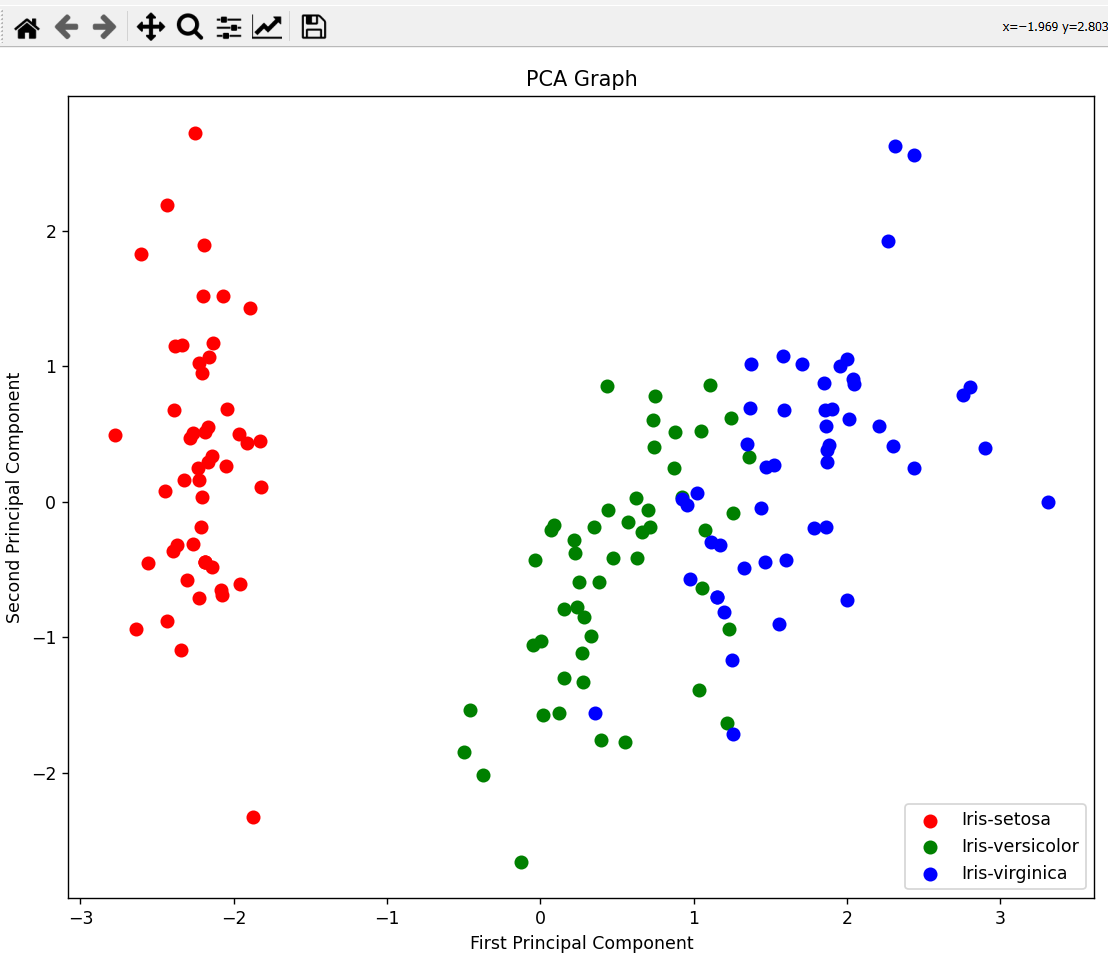 x=−1.969 y=2.803
PCA Graph
Second Principal Component
2
1
0
−1
−2
−3
−2
−1
0
1
2
3
First Principal Component
Iris-setosa
Iris-versicolor
Iris-virginica